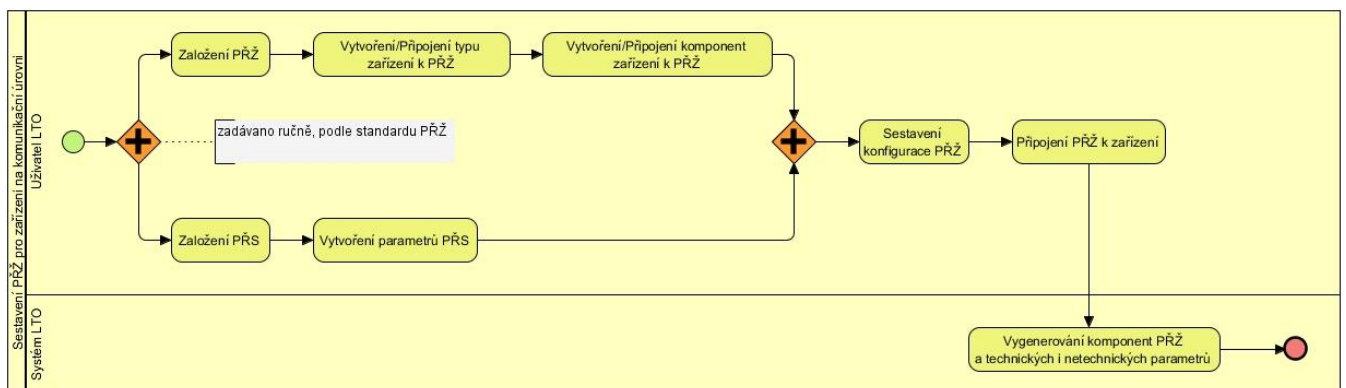 Sestavení PŘŽ pro zařízení na komunikační úrovni
Uživatel LTO
Založení PŘŽ
Vytvoření/Připojení typu
zařízení k PŘŽ
Vytvoření/Připojení komponent
zařízení k PŘŽ
zadáváno ručně, podle standardu PŘŽ
Sestavení
konfigurace PŘŽ
Připojení PŘŽ k zařízení
Založení PŘS
Vytvoření parametrů PŘS
Systém LTO
Vygenerování komponent PŘŽ
a technických i netechnických parametrů